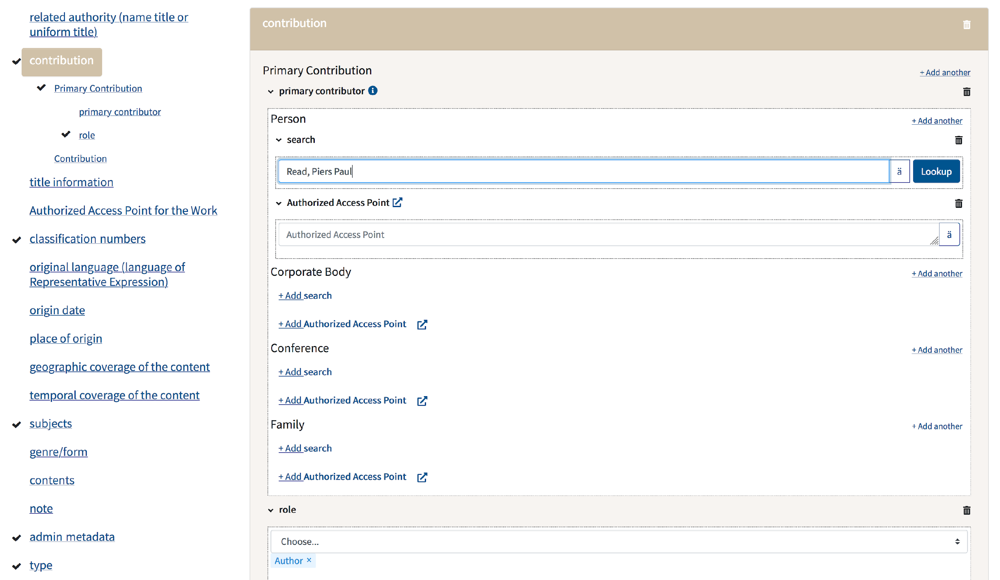 related authority (name title or
uniform title)
contribution
Primary Contribution
primary contributor
role
Contribution
title information
Authorized Access Point for the Work
classification numbers
original language (language of
Representative Expression)
origin date
place of origin
geographic coverage of the content
temporal coverage of the content
subjects
genre/form
contents
note
admin metadata
type
contribution
Primary Contribution
+ Add another
primary contributor
Person
+ Add another
search
Read, Piers Paul
ä
Lookup
Authorized Access Point
Authorized Access Point
ä
Corporate Body
+ Add another
+ Add search
+ Add Authorized Access Point
Conference
+ Add another
+ Add search
+ Add Authorized Access Point
Family
+ Add another
+ Add search
+ Add Authorized Access Point
role
Choose...
Author ×